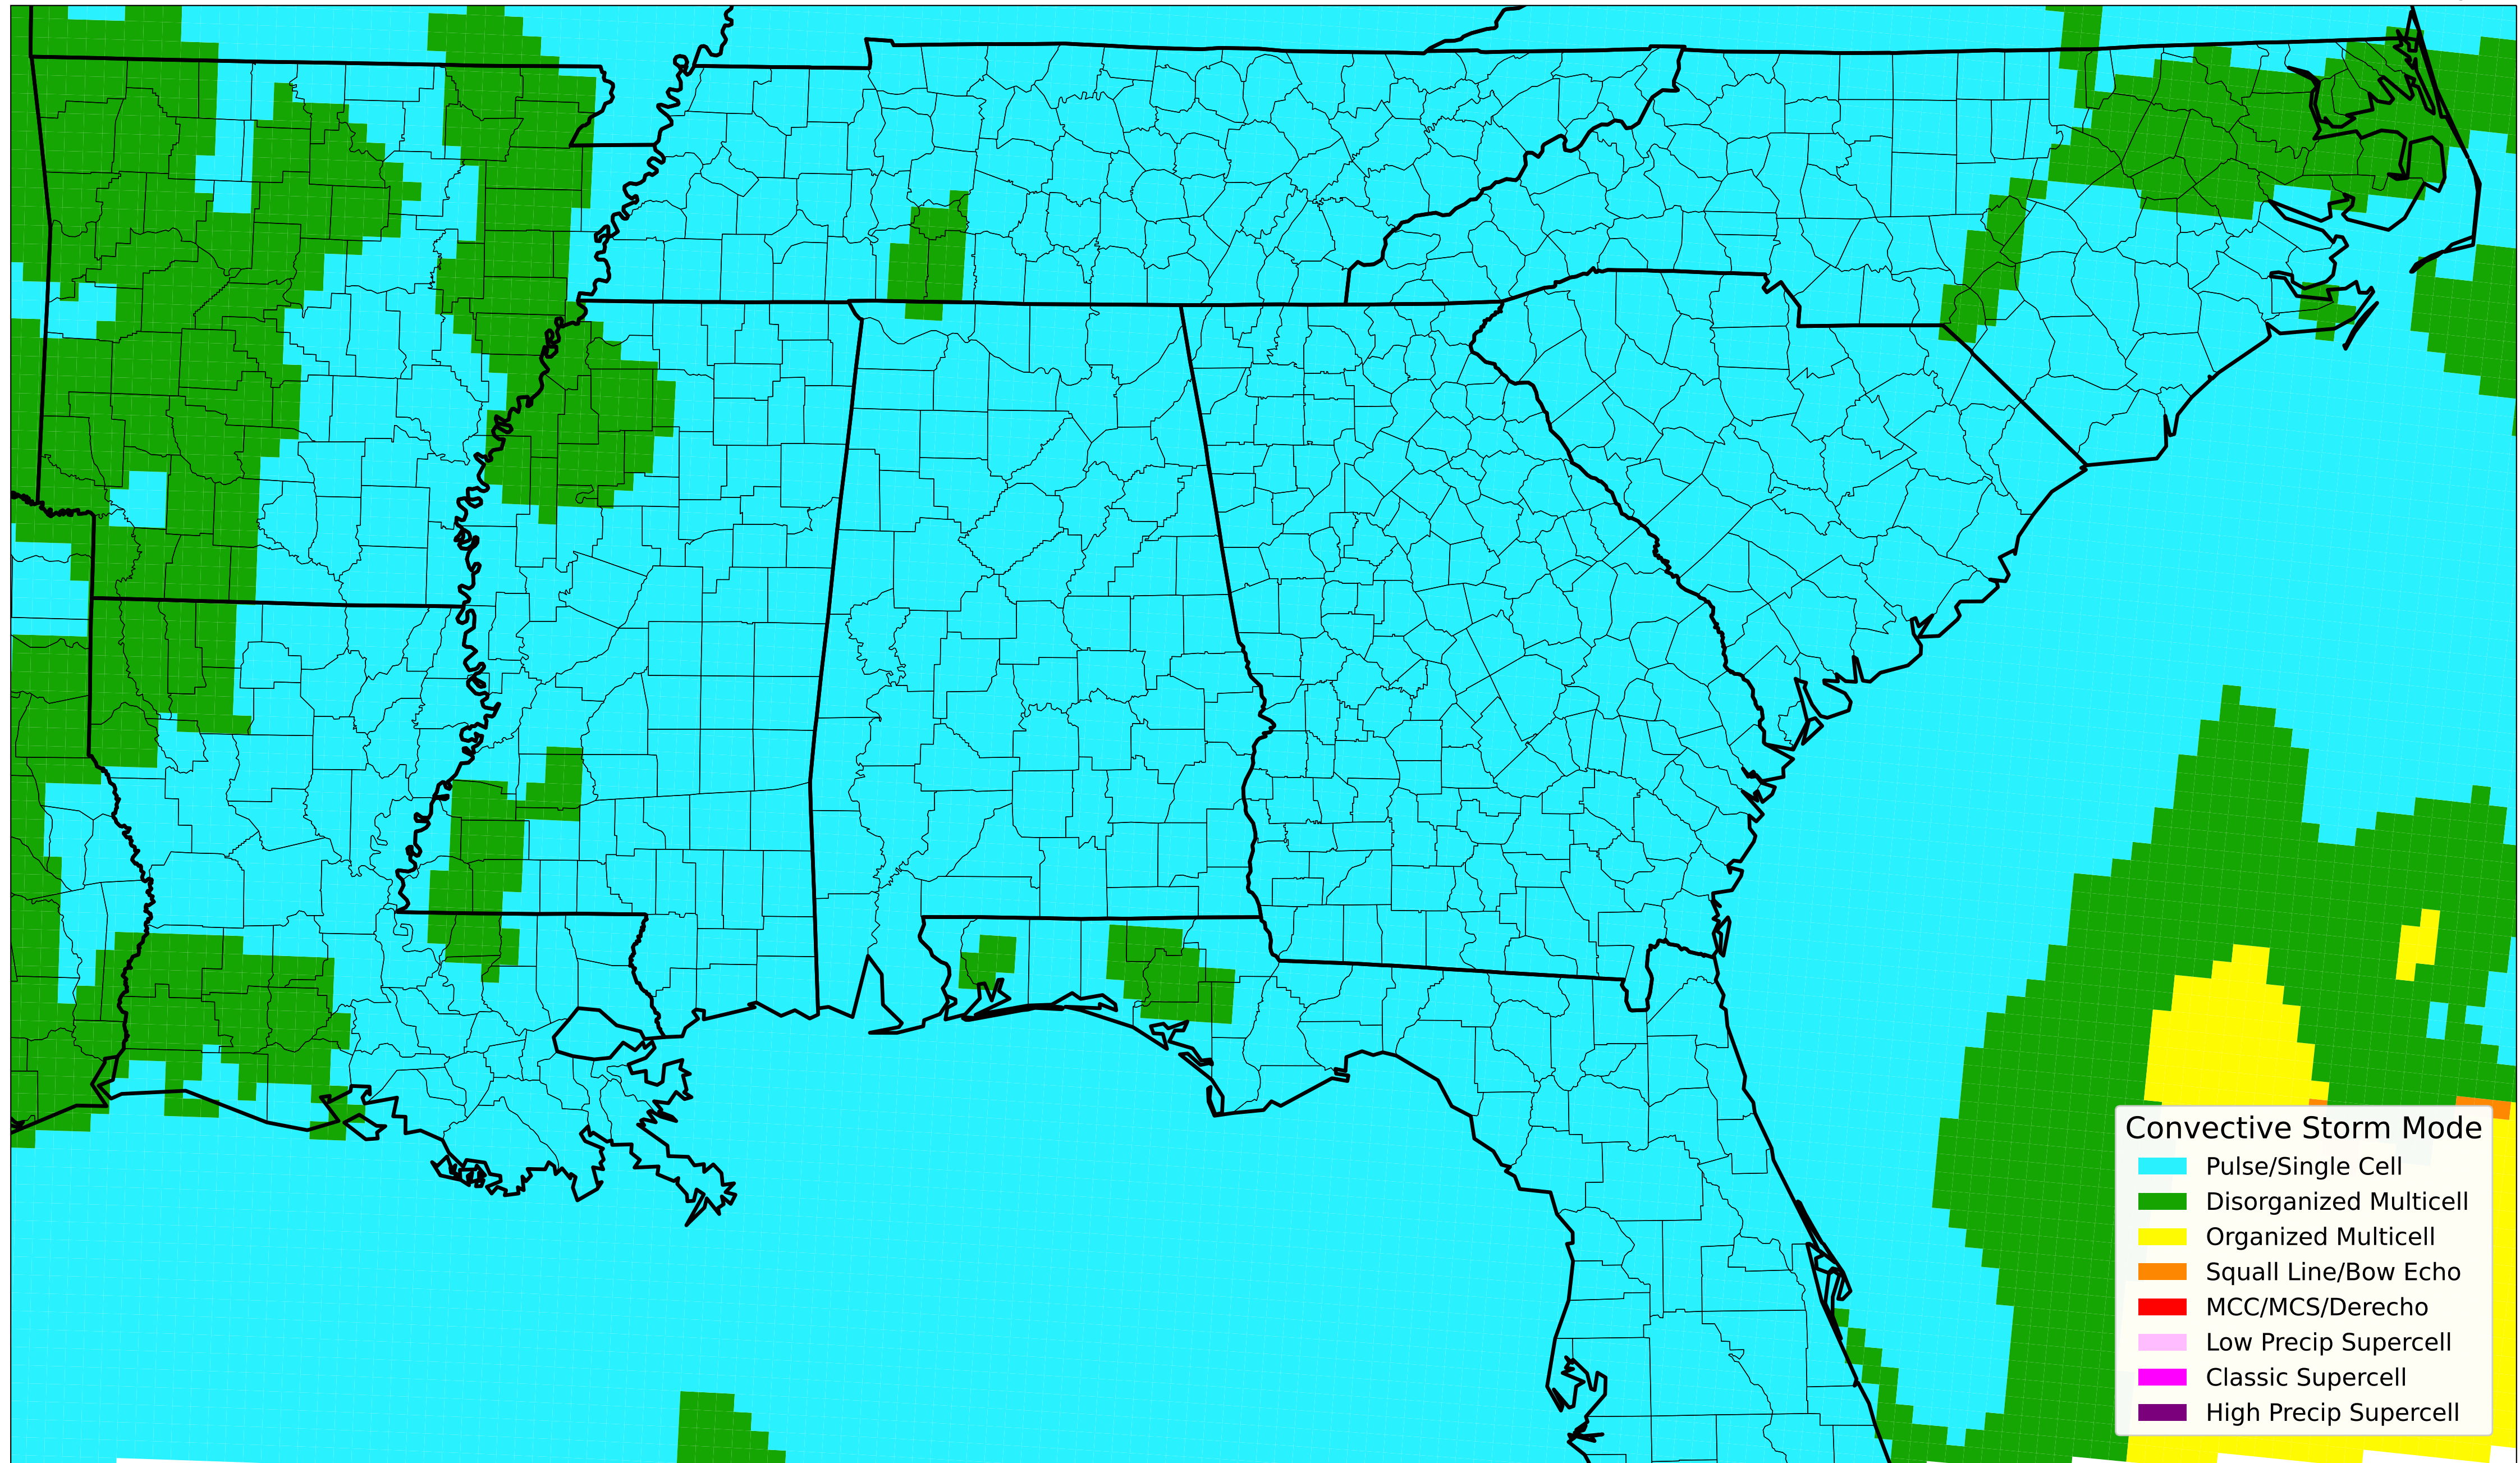 Convective Storm Mode
Pulse/Single Cell
Disorganized Multicell
Organized Multicell
Squall Line/Bow Echo
MCC/MCS/Derecho
Low Precip Supercell
Classic Supercell
High Precip Supercell